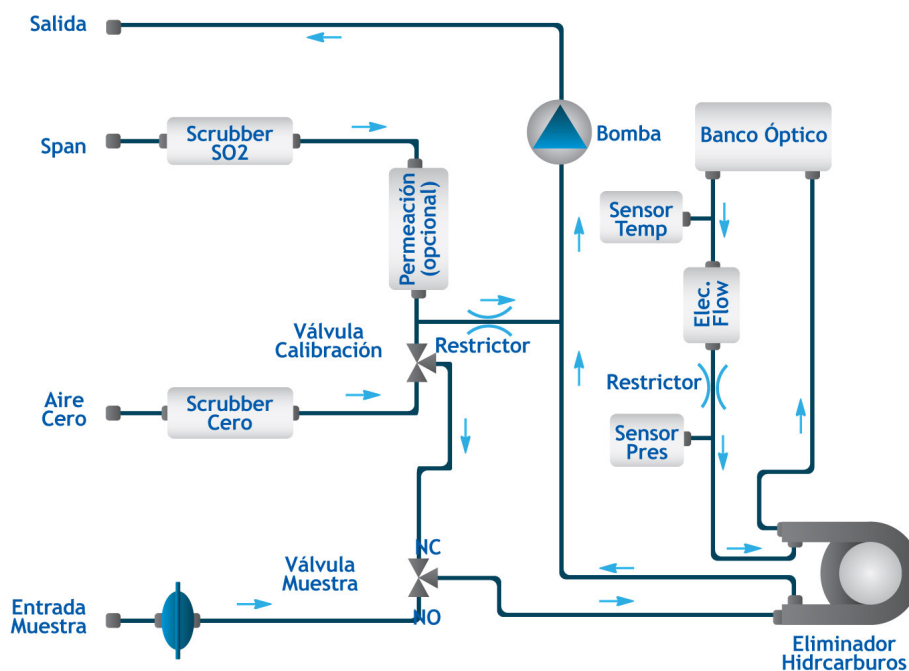 Salida
Span
Scrubber
SO2
Permeación
(opcional)
Bomba
Banco Óptico
Sensor
Temp
Elec.
Flow
Válvula
Calibración
Restrictor
Restrictor
Aire
Cero
Scrubber
Cero
Sensor
Pres
NC
Válvula
Muestra
NO
Entrada
Muestra
Eliminador
Hidrcarburos